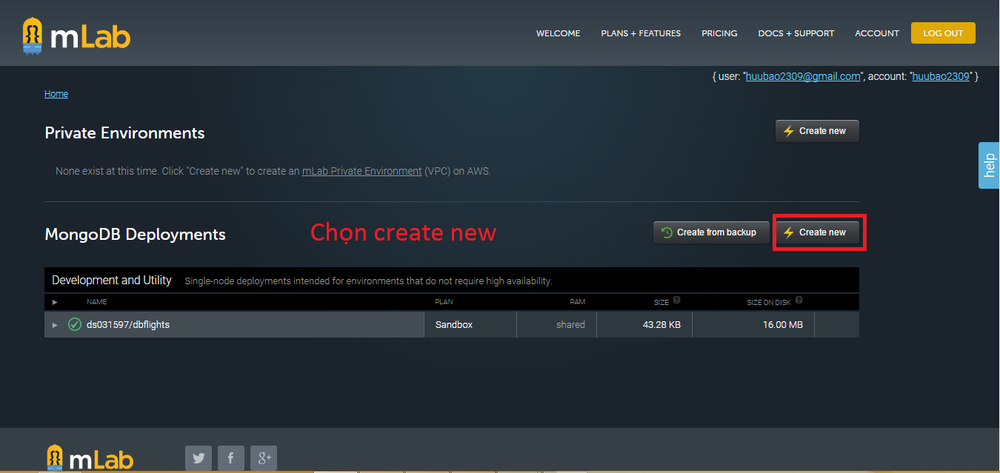 mLab
WELCOME PLANS + FEATURES PRICING DOCS + SUPPORT ACCOUNT LOG OUT
{ user: "huubao2309@gmail.com", account: "huubao2309" }
Home
Private Environments
Create new
help
None exist at this time. Click "Create new" to create an mLab Private Environment (VPC) on AWS.
MongoDB Deployments
Chọn create new
Create from backup
Create new
Development and Utility Single-node deployments intended for environments that do not require high availability.
NAME PLAN RAM SIZE ? SIZE ON DISK ?
ds031597/dbflights Sandbox shared 43.28 KB 16.00 MB
mLab
f g+